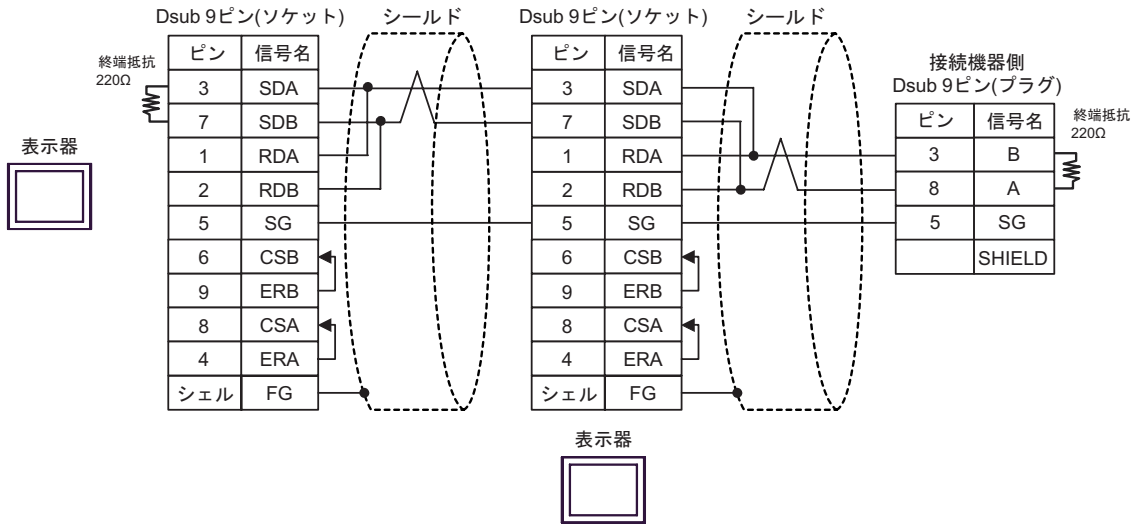 Dsub 9ピン(ソケット)
シールド
Dsub 9ピン(ソケット)
シールド
終端抵抗
220Ω
表示器
ピン 信号名
3 SDA
7 SDB
1 RDA
2 RDB
5 SG
6 CSB
9 ERB
8 CSA
4 ERA
シェル FG
ピン 信号名
3 SDA
7 SDB
1 RDA
2 RDB
5 SG
6 CSB
9 ERB
8 CSA
4 ERA
シェル FG
表示器
接続機器側
Dsub 9ピン(プラグ)
ピン 信号名
3 B
8 A
5 SG
SHIELD
終端抵抗
220Ω